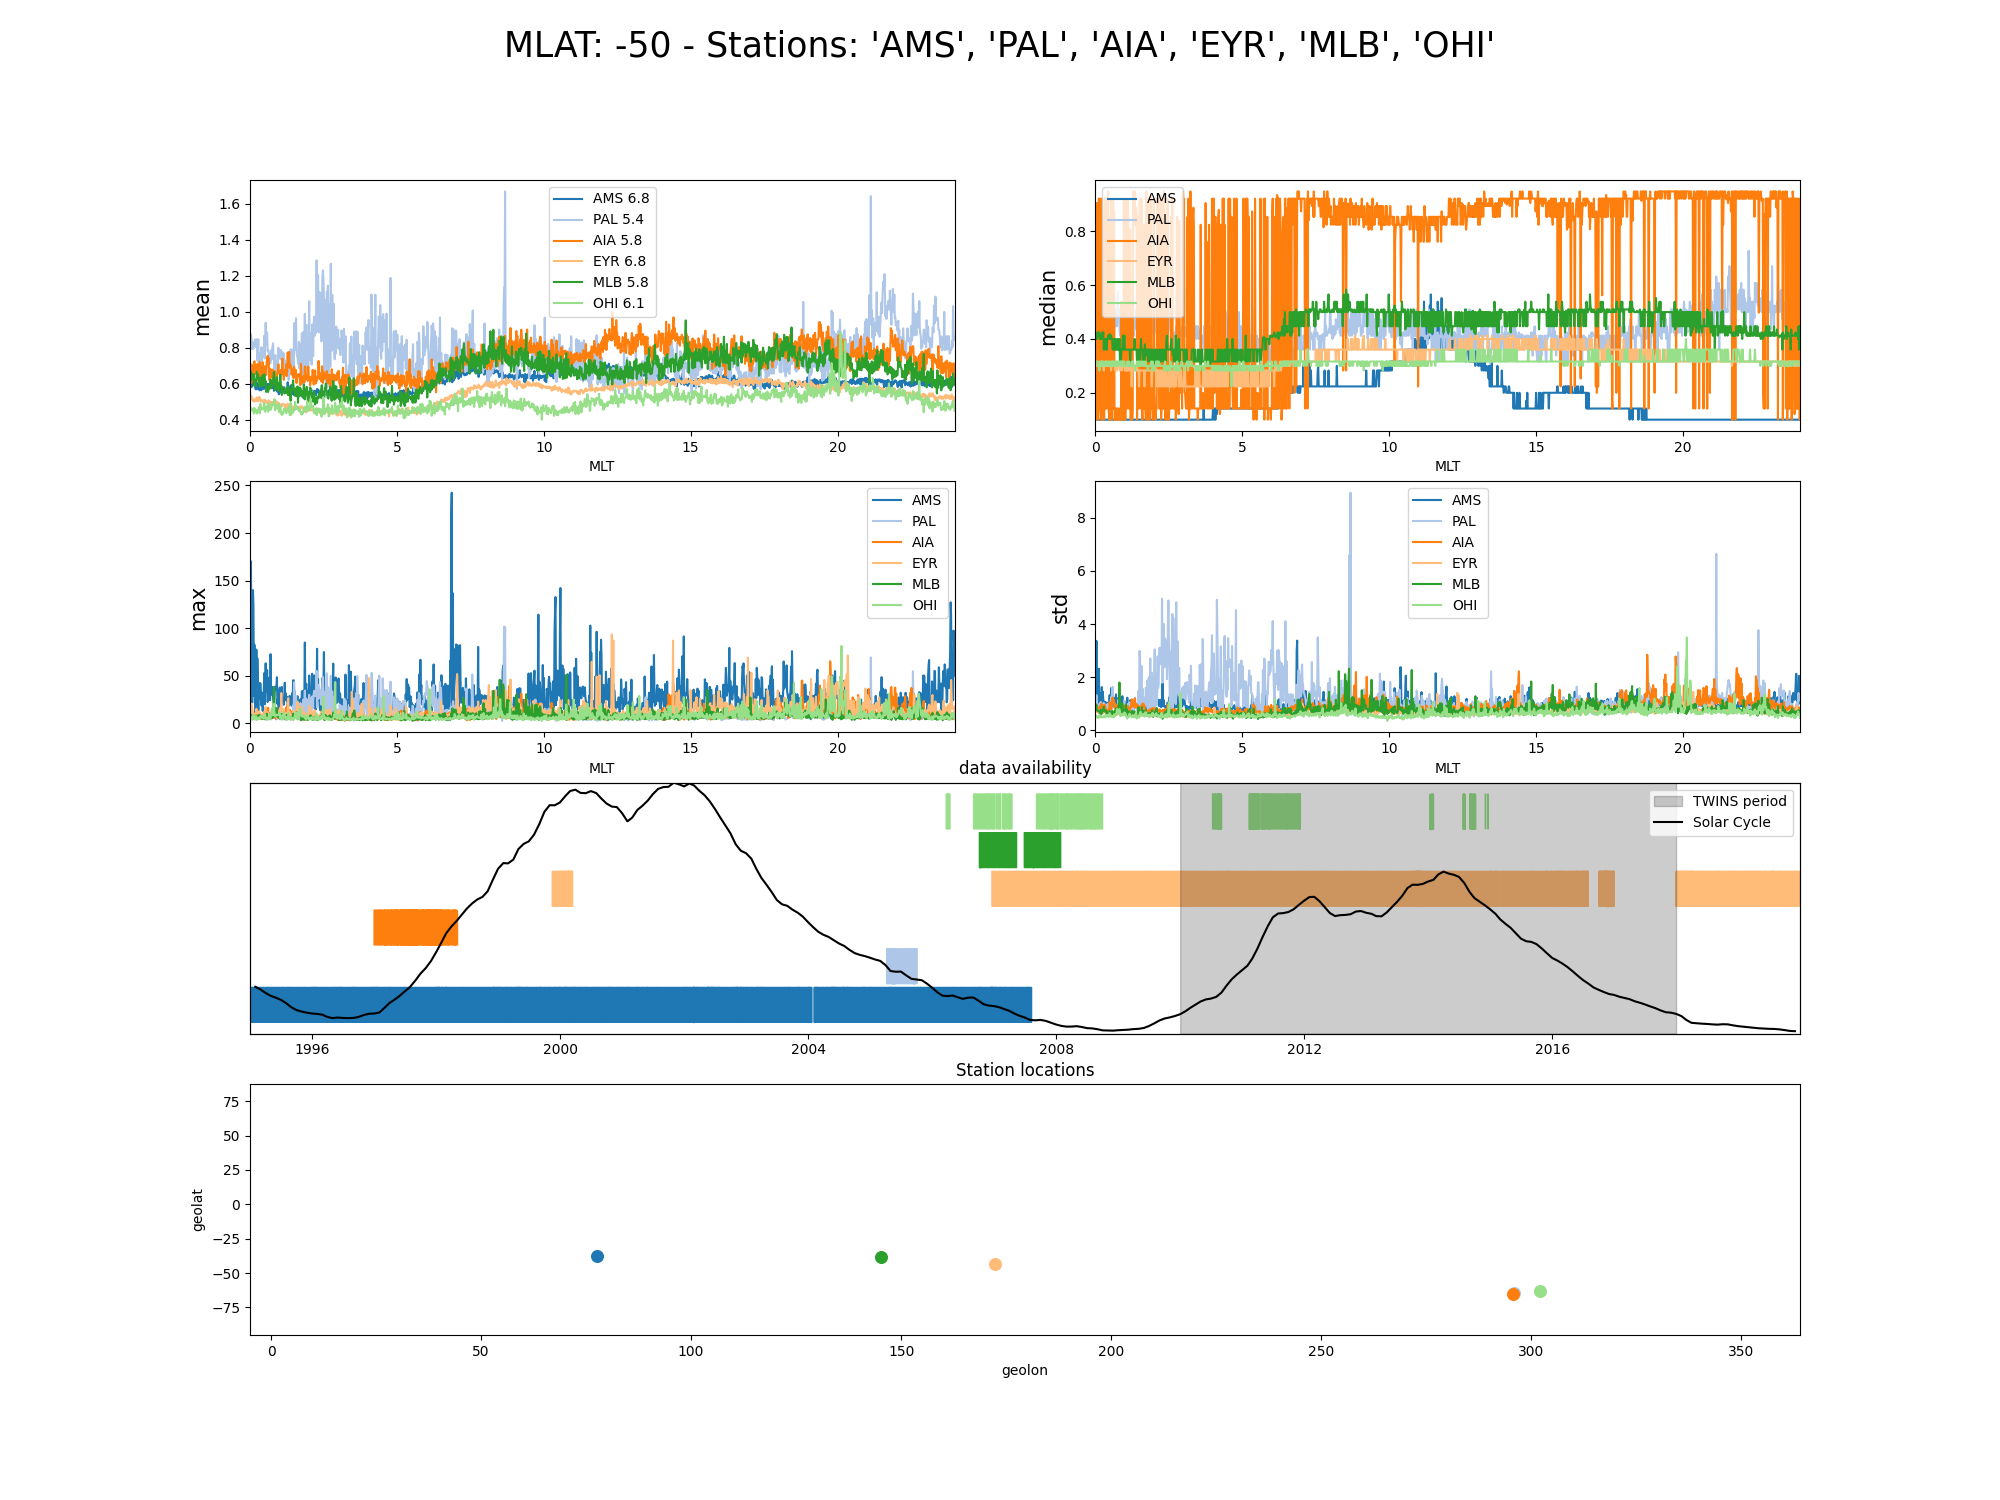 MLAT: -50 - Stations: 'AMS', 'PAL', 'AIA', 'EYR', 'MLB', 'OHI'
mean
1.6
1.4
1.2
1.0
0.8
0.6
0.4
AMS 6.8
PAL 5.4
AIA 5.8
EYR 6.8
MLB 5.8
OHI 6.1
0 5 10 15 20
MLT
median
0.8
0.6
0.4
0.2
AMS
PAL
AIA
EYR
MLB
OHI
0 5 10 15 20
MLT
max
250
200
150
100
50
0
AMS
PAL
AIA
EYR
MLB
OHI
0 5 10 15 20
MLT
std
8
6
4
2
0
AMS
PAL
AIA
EYR
MLB
OHI
0 5 10 15 20
MLT
data availability
TWINS period
Solar Cycle
1996 2000 2004 2008 2012 2016
Station locations
geolat
75
50
25
0
−25
−50
−75
0 50 100 150 200 250 300 350
geolon